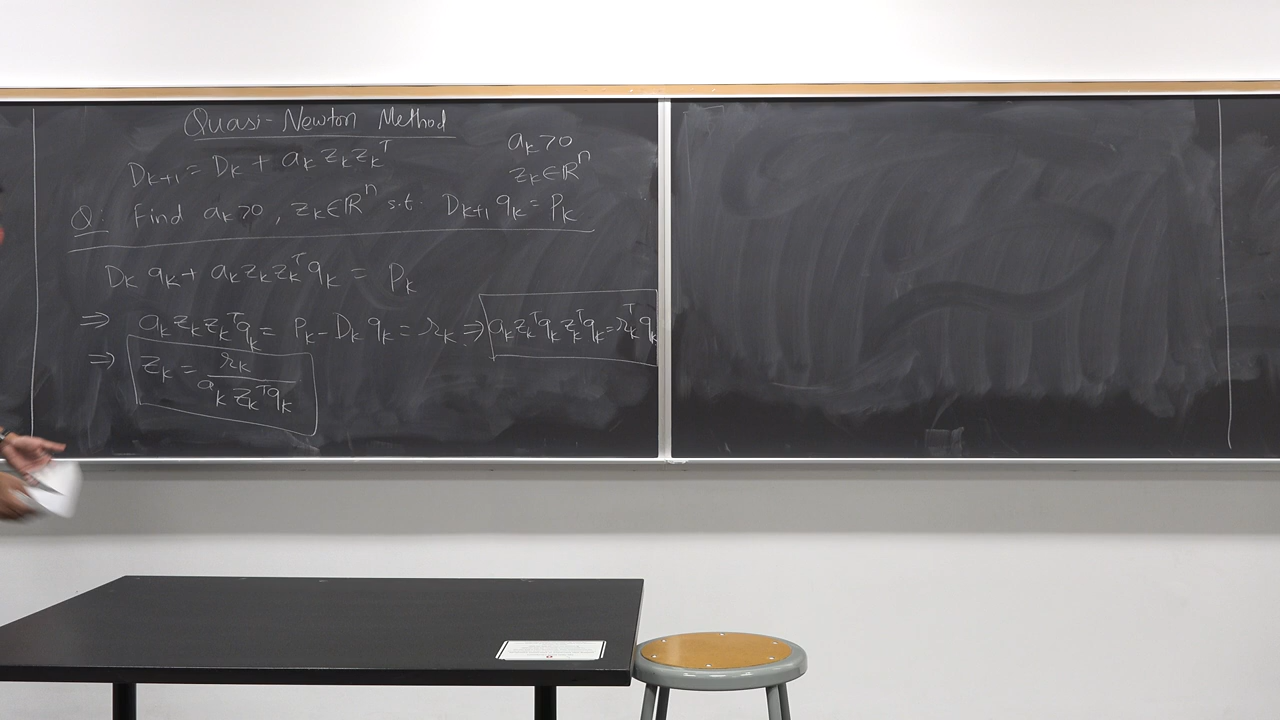 Quasi-Newton Method
D_{k+1} = D_k + a_k z_k z_k^T
a_k > 0
z_k ∈ ℝ^n
Q: Find a_k > 0, z_k ∈ ℝ^n s.t. D_{k+1} q_k = P_k
D_k q_k + a_k z_k z_k^T q_k = P_k
⇒ a_k z_k z_k^T q_k = P_k - D_k q_k = r_k ⇒ a_k z_k^T q_k z_k^T q_k = r_k^T q_k
⇒ z_k = r_k / (a_k z_k^T q_k)